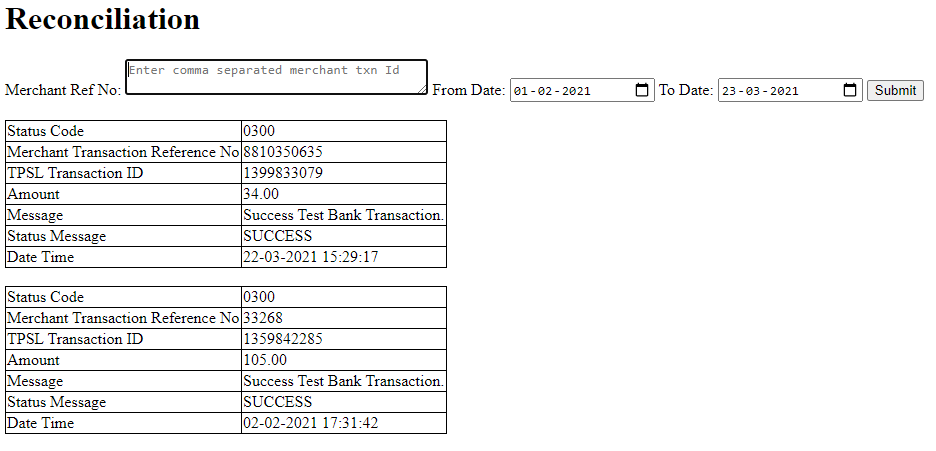 Reconciliation
Merchant Ref No: Enter comma separated merchant txn Id From Date: 01-02-2021 To Date: 23-03-2021 Submit
Status Code 0300
Merchant Transaction Reference No 8810350635
TPSL Transaction ID 1399833079
Amount 34.00
Message Success Test Bank Transaction.
Status Message SUCCESS
Date Time 22-03-2021 15:29:17
Status Code 0300
Merchant Transaction Reference No 33268
TPSL Transaction ID 1359842285
Amount 105.00
Message Success Test Bank Transaction.
Status Message SUCCESS
Date Time 02-02-2021 17:31:42